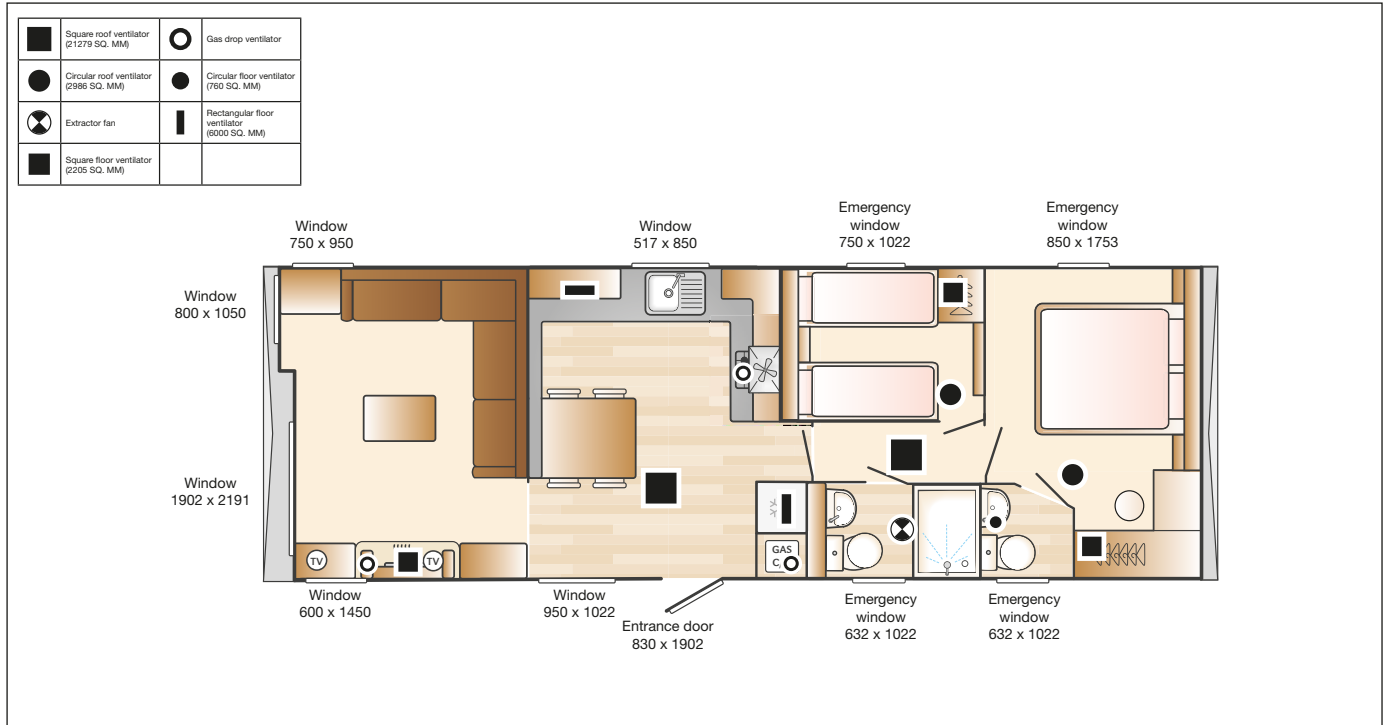 Square roof ventilator
(21279 SQ. MM)
Gas drop ventilator
Circular roof ventilator
(2986 SQ. MM)
Circular floor ventilator
(760 SQ. MM)
Extractor fan
Rectangular floor
ventilator
(6000 SQ. MM)
Square floor ventilator
(2205 SQ. MM)
Window
750 x 950
Window
517 x 850
Emergency
window
750 x 1022
Emergency
window
850 x 1753
Window
800 x 1050
Window
1902 x 2191
TV
TV
GAS
C
Window
600 x 1450
Window
950 x 1022
Entrance door
830 x 1902
Emergency
window
632 x 1022
Emergency
window
632 x 1022